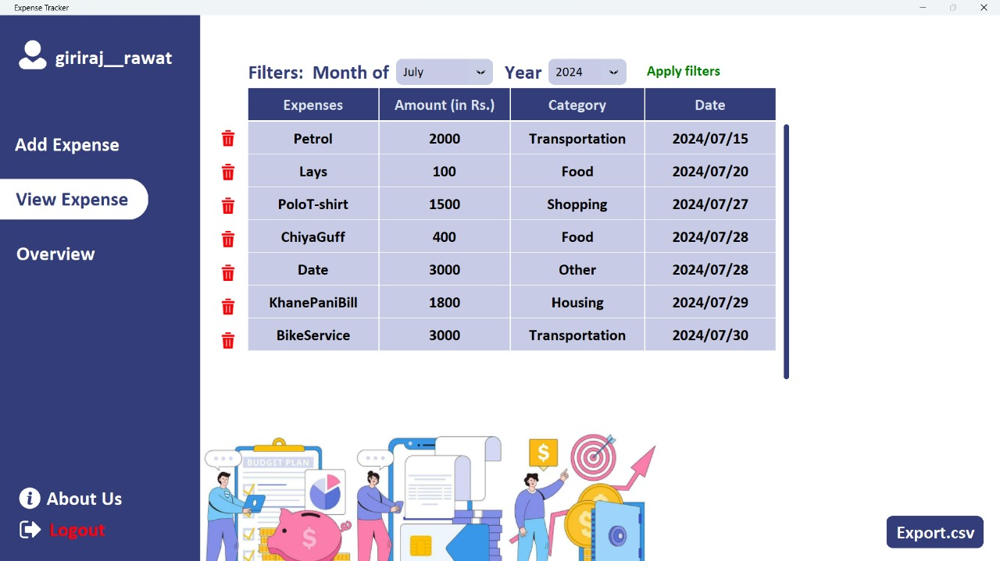 Expense Tracker
giriraj__rawat
Add Expense
View Expense
Overview
About Us
Logout
Filters: Month of July Year 2024 Apply filters
Expenses Amount (in Rs.) Category Date
Petrol 2000 Transportation 2024/07/15
Lays 100 Food 2024/07/20
PoloT-shirt 1500 Shopping 2024/07/27
ChiyaGuff 400 Food 2024/07/28
Date 3000 Other 2024/07/28
KhanePaniBill 1800 Housing 2024/07/29
BikeService 3000 Transportation 2024/07/30
BUDGET PLAN
$
$
$
$
Export.csv